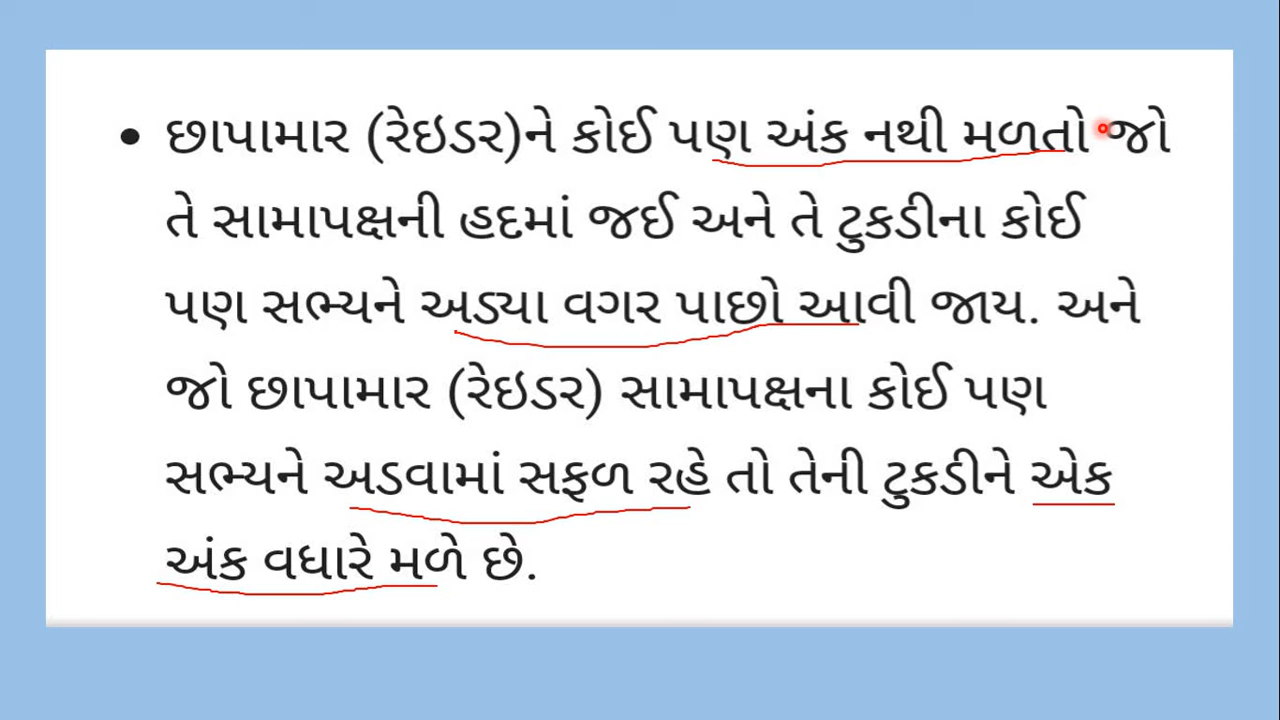 • છાપામાર (રેઇડર)ને કોઈ પણ અંક નથી મળતો જો
તે સામાપક્ષની હદમાં જઈ અને તે ટુકડીના કોઈ
પણ સભ્યને અડ્યા વગર પાછો આવી જાય. અને
જો છાપામાર (રેઇડર) સામાપક્ષના કોઈ પણ
સભ્યને અડવામાં સફળ રહે તો તેની ટુકડીને એક
અંક વધારે મળે છે.